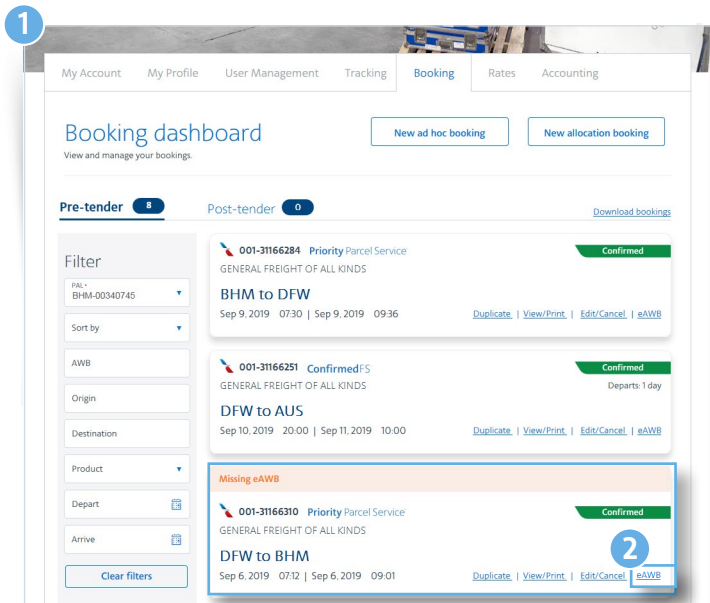 1
My Account My Profile User Management Tracking Booking Rates Accounting
Booking dashboard
View and manage your bookings.
New ad hoc booking New allocation booking
Pre-tender 8 Post-tender 0 Download bookings
Filter
PAL•
BHM-00340745
Sort by
AWB
Origin
Destination
Product
Depart
Arrive
Clear filters
001-31166284 Priority Parcel Service Confirmed
GENERAL FREIGHT OF ALL KINDS
BHM to DFW
Sep 9, 2019 07:30 | Sep 9, 2019 09:36 Duplicate | View/Print | Edit/Cancel | eAWB
001-31166251 ConfirmedFS Confirmed
GENERAL FREIGHT OF ALL KINDS Departs: 1 day
DFW to AUS
Sep 10, 2019 20:00 | Sep 11, 2019 10:00 Duplicate | View/Print | Edit/Cancel | eAWB
Missing eAWB
001-31166310 Priority Parcel Service Confirmed
GENERAL FREIGHT OF ALL KINDS
DFW to BHM 2
Sep 6, 2019 07:12 | Sep 6, 2019 09:01 Duplicate | View/Print | Edit/Cancel eAWB